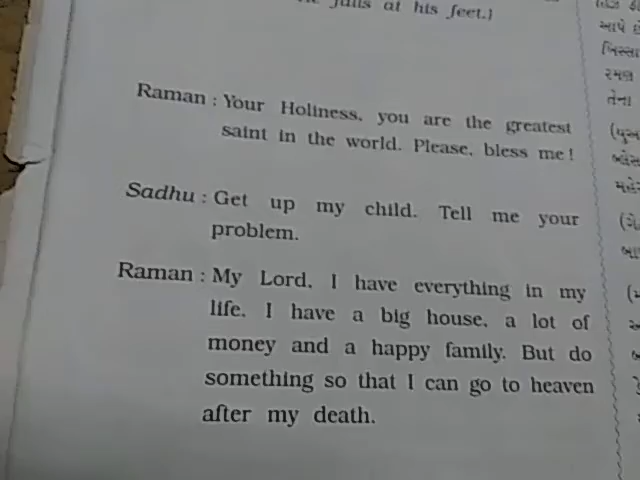 at his feet.)
Raman : Your Holiness, you are the greatest
saint in the world. Please, bless me !
Sadhu : Get up my child. Tell me your
problem.
Raman : My Lord, I have everything in my
life. I have a big house, a lot of
money and a happy family. But do
something so that I can go to heaven
after my death.
આપે
રમણ
તેના